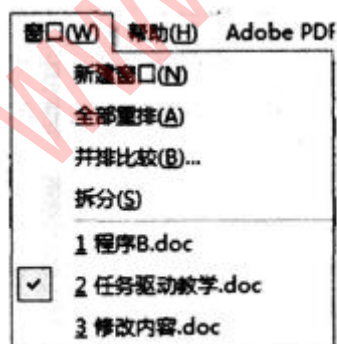 窗口(W) 帮助(H) Adobe PDF
新建窗口(N)
全部重排(A)
并排比较(B)...
拆分(S)
1 程序B.doc
2 任务驱动教学.doc
3 修改内容.doc